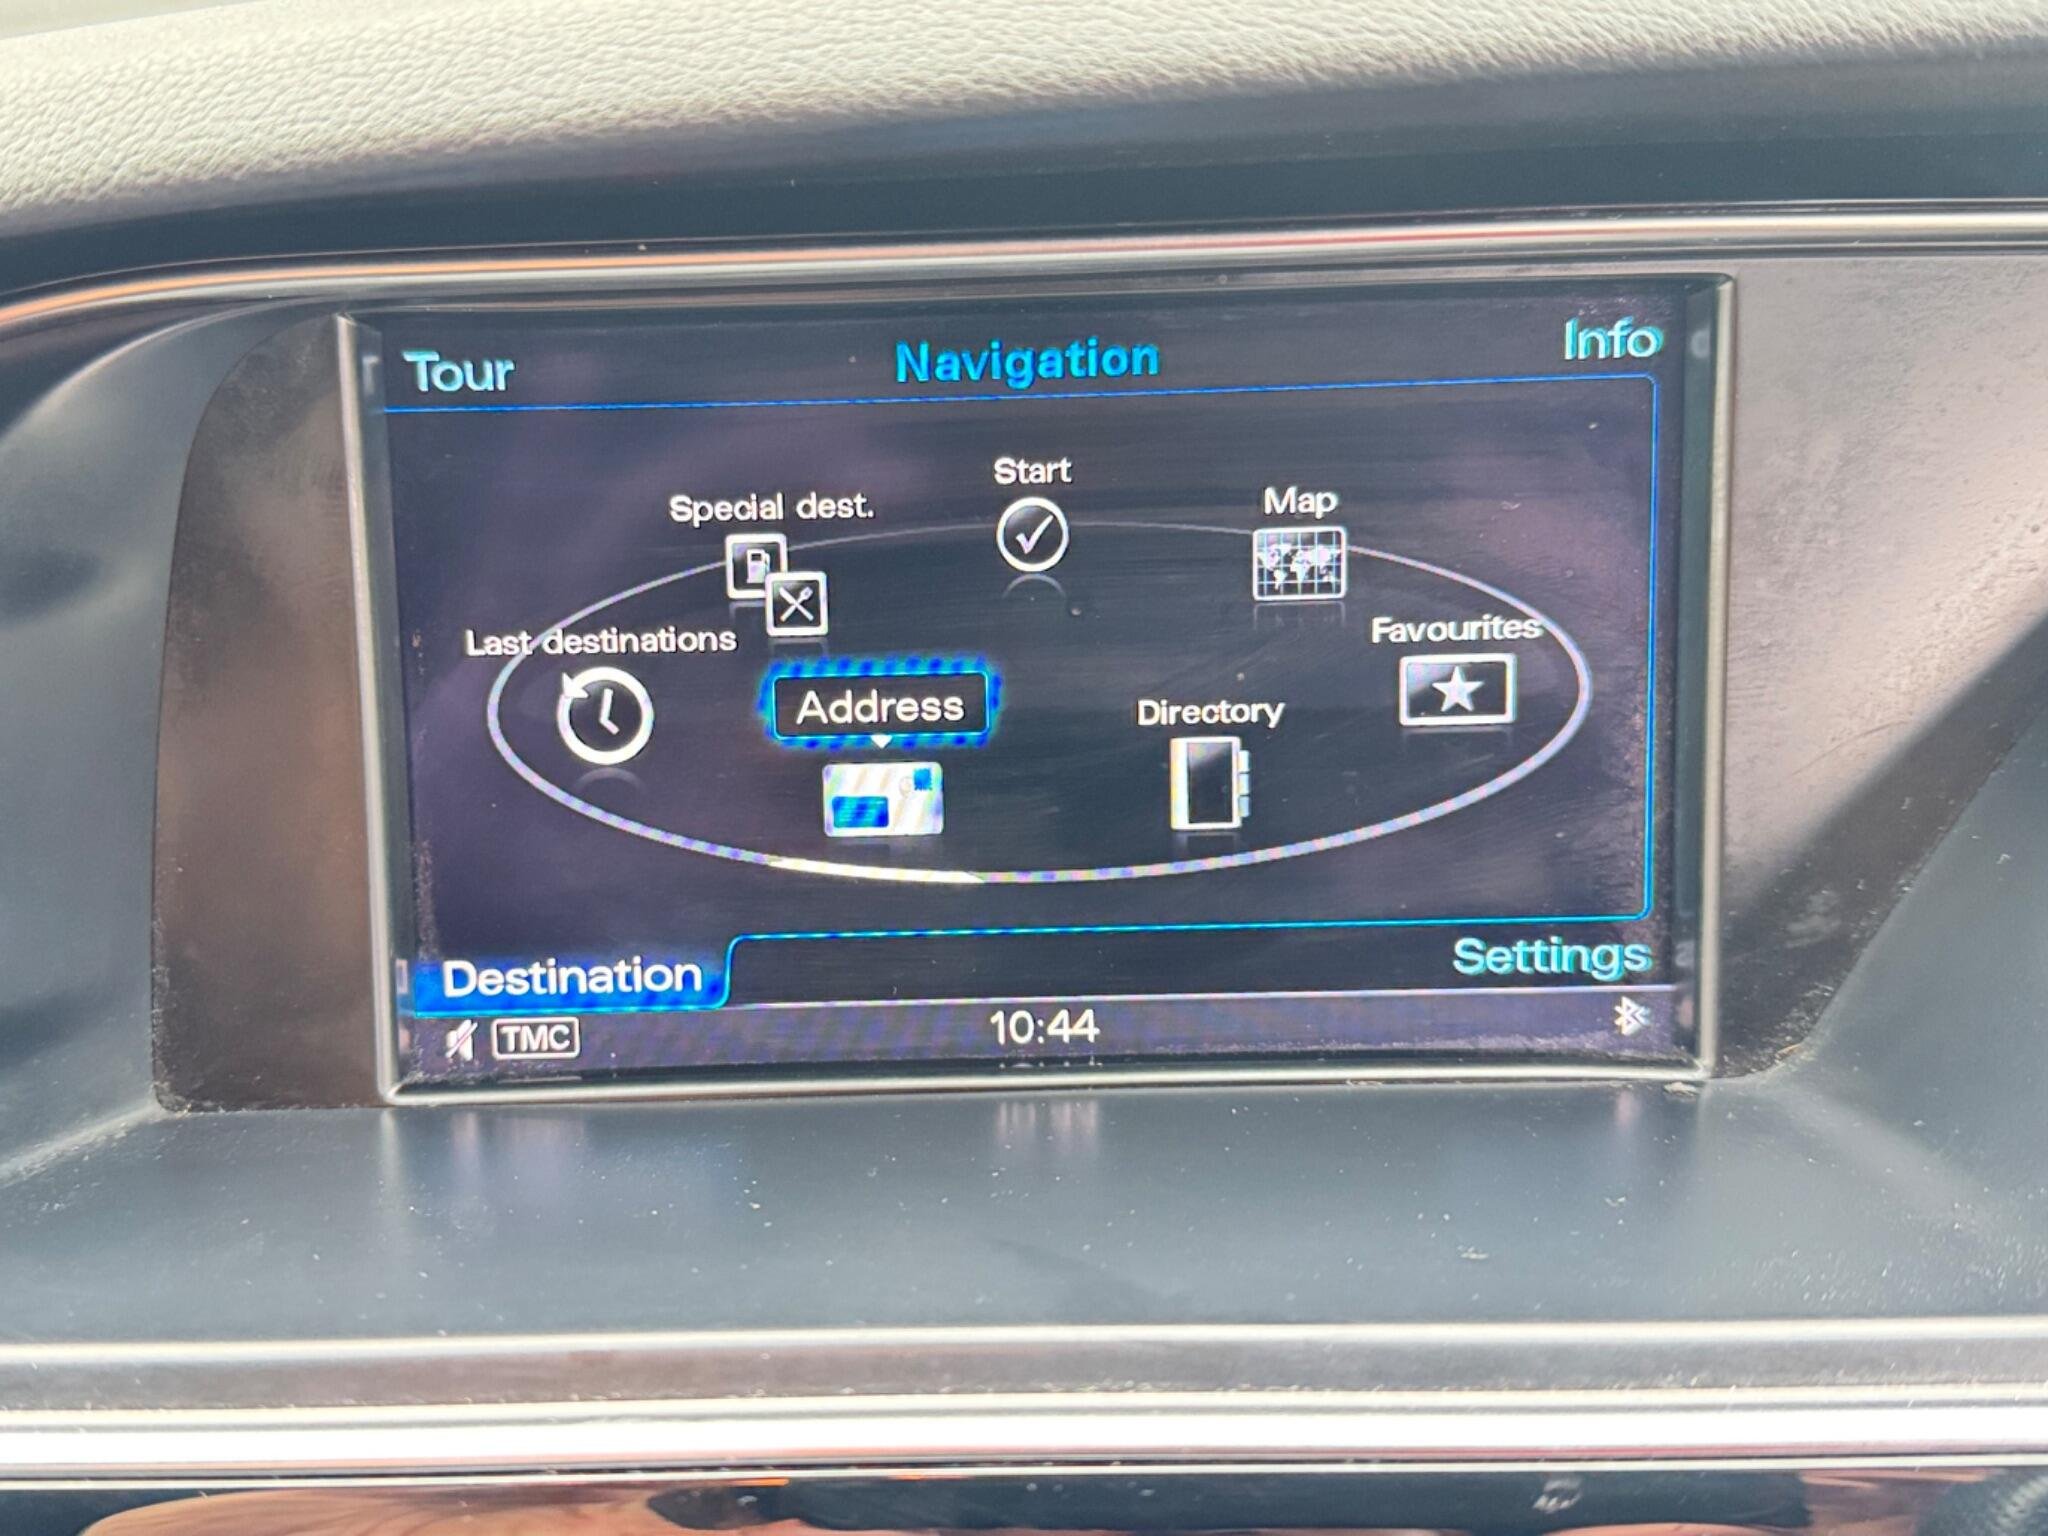 Tour
Navigation
Info
Start
Special dest.
Map
Last destinations
Favourites
Address
Directory
Destination
Settings
TMC
10:44